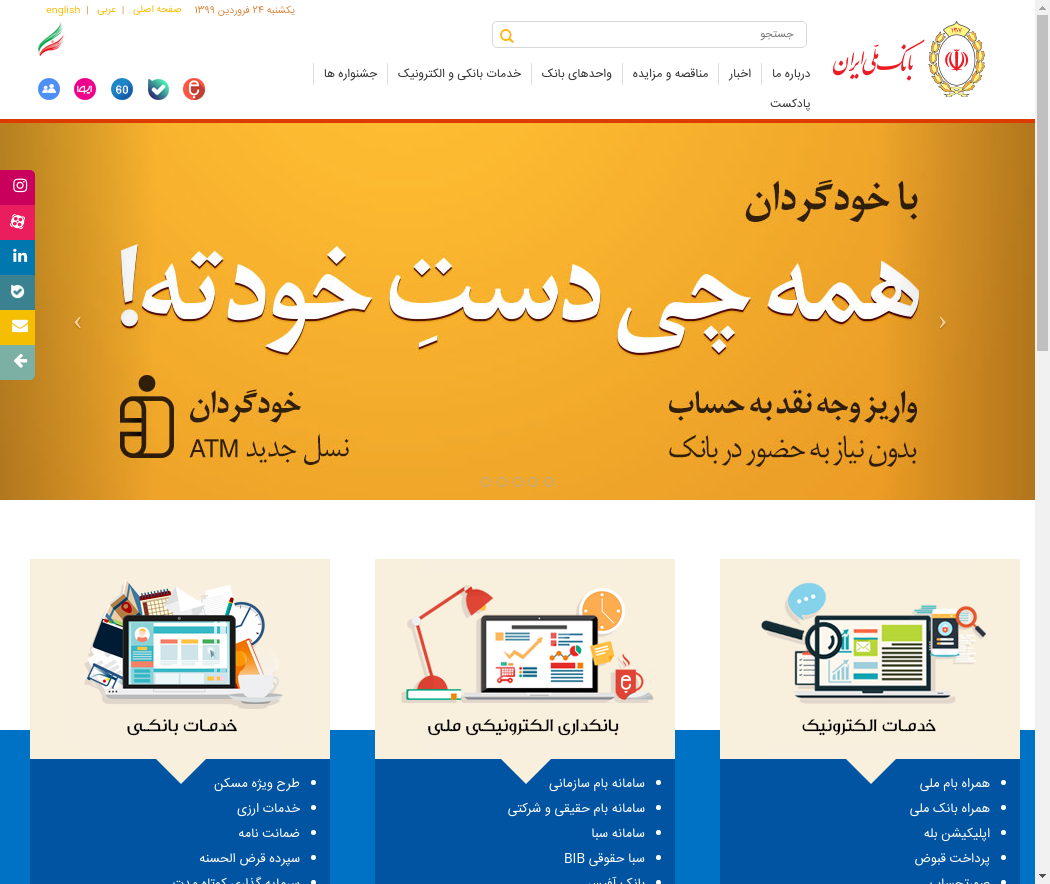 یکشنبه ۲۴ فروردین ۱۳۹۹
صفحه اصلی | عربی | english
جستجو
بانک ملی ایران
درباره ما
اخبار
مناقصه و مزایده
واحدهای بانک
خدمات بانکی و الکترونیک
جشنواره ها
پادکست
60
با خودگردان
همه چی دستِ خودته!
واریز وجه نقد به حساب
بدون نیاز به حضور در بانک
خودگردان
نسل جدید ATM
خدمات الکترونیک
همراه بام ملی
همراه بانک ملی
اپلیکیشن بله
پرداخت قبوض
بانکداری الکترونیکی ملی
سامانه بام سازمانی
سامانه بام حقیقی و شرکتی
سامانه سبا
سبا حقوقی BIB
خدمات بانکی
طرح ویژه مسکن
خدمات ارزی
ضمانت نامه
سپرده قرض الحسنه
سرمایه گذاری کوتاه مدت